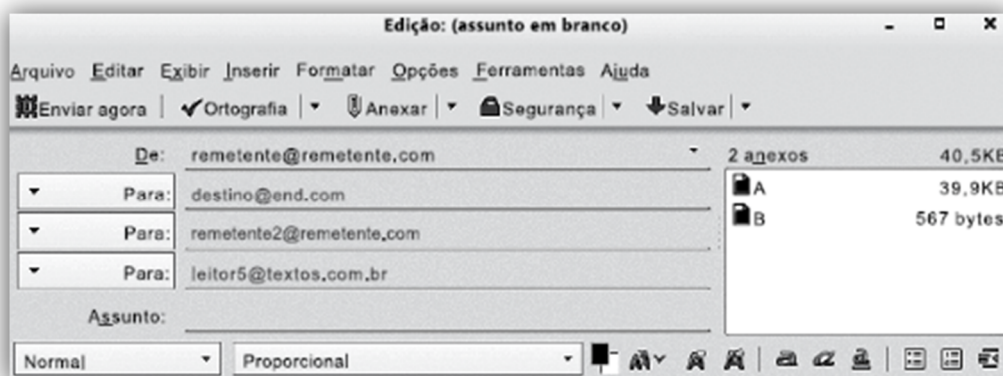 Edição: (assunto em branco)
Arquivo Editar Exibir Inserir Formatar Opções Ferramentas Ajuda
Enviar agora Ortografia Anexar Segurança Salvar
De: remetente@remetente.com 2 anexos 40,5KB
Para: destino@end.com A 39,9KB
Para: remetente2@remetente.com B 567 bytes
Para: leitor5@textos.com.br
Assunto:
Normal Proporcional